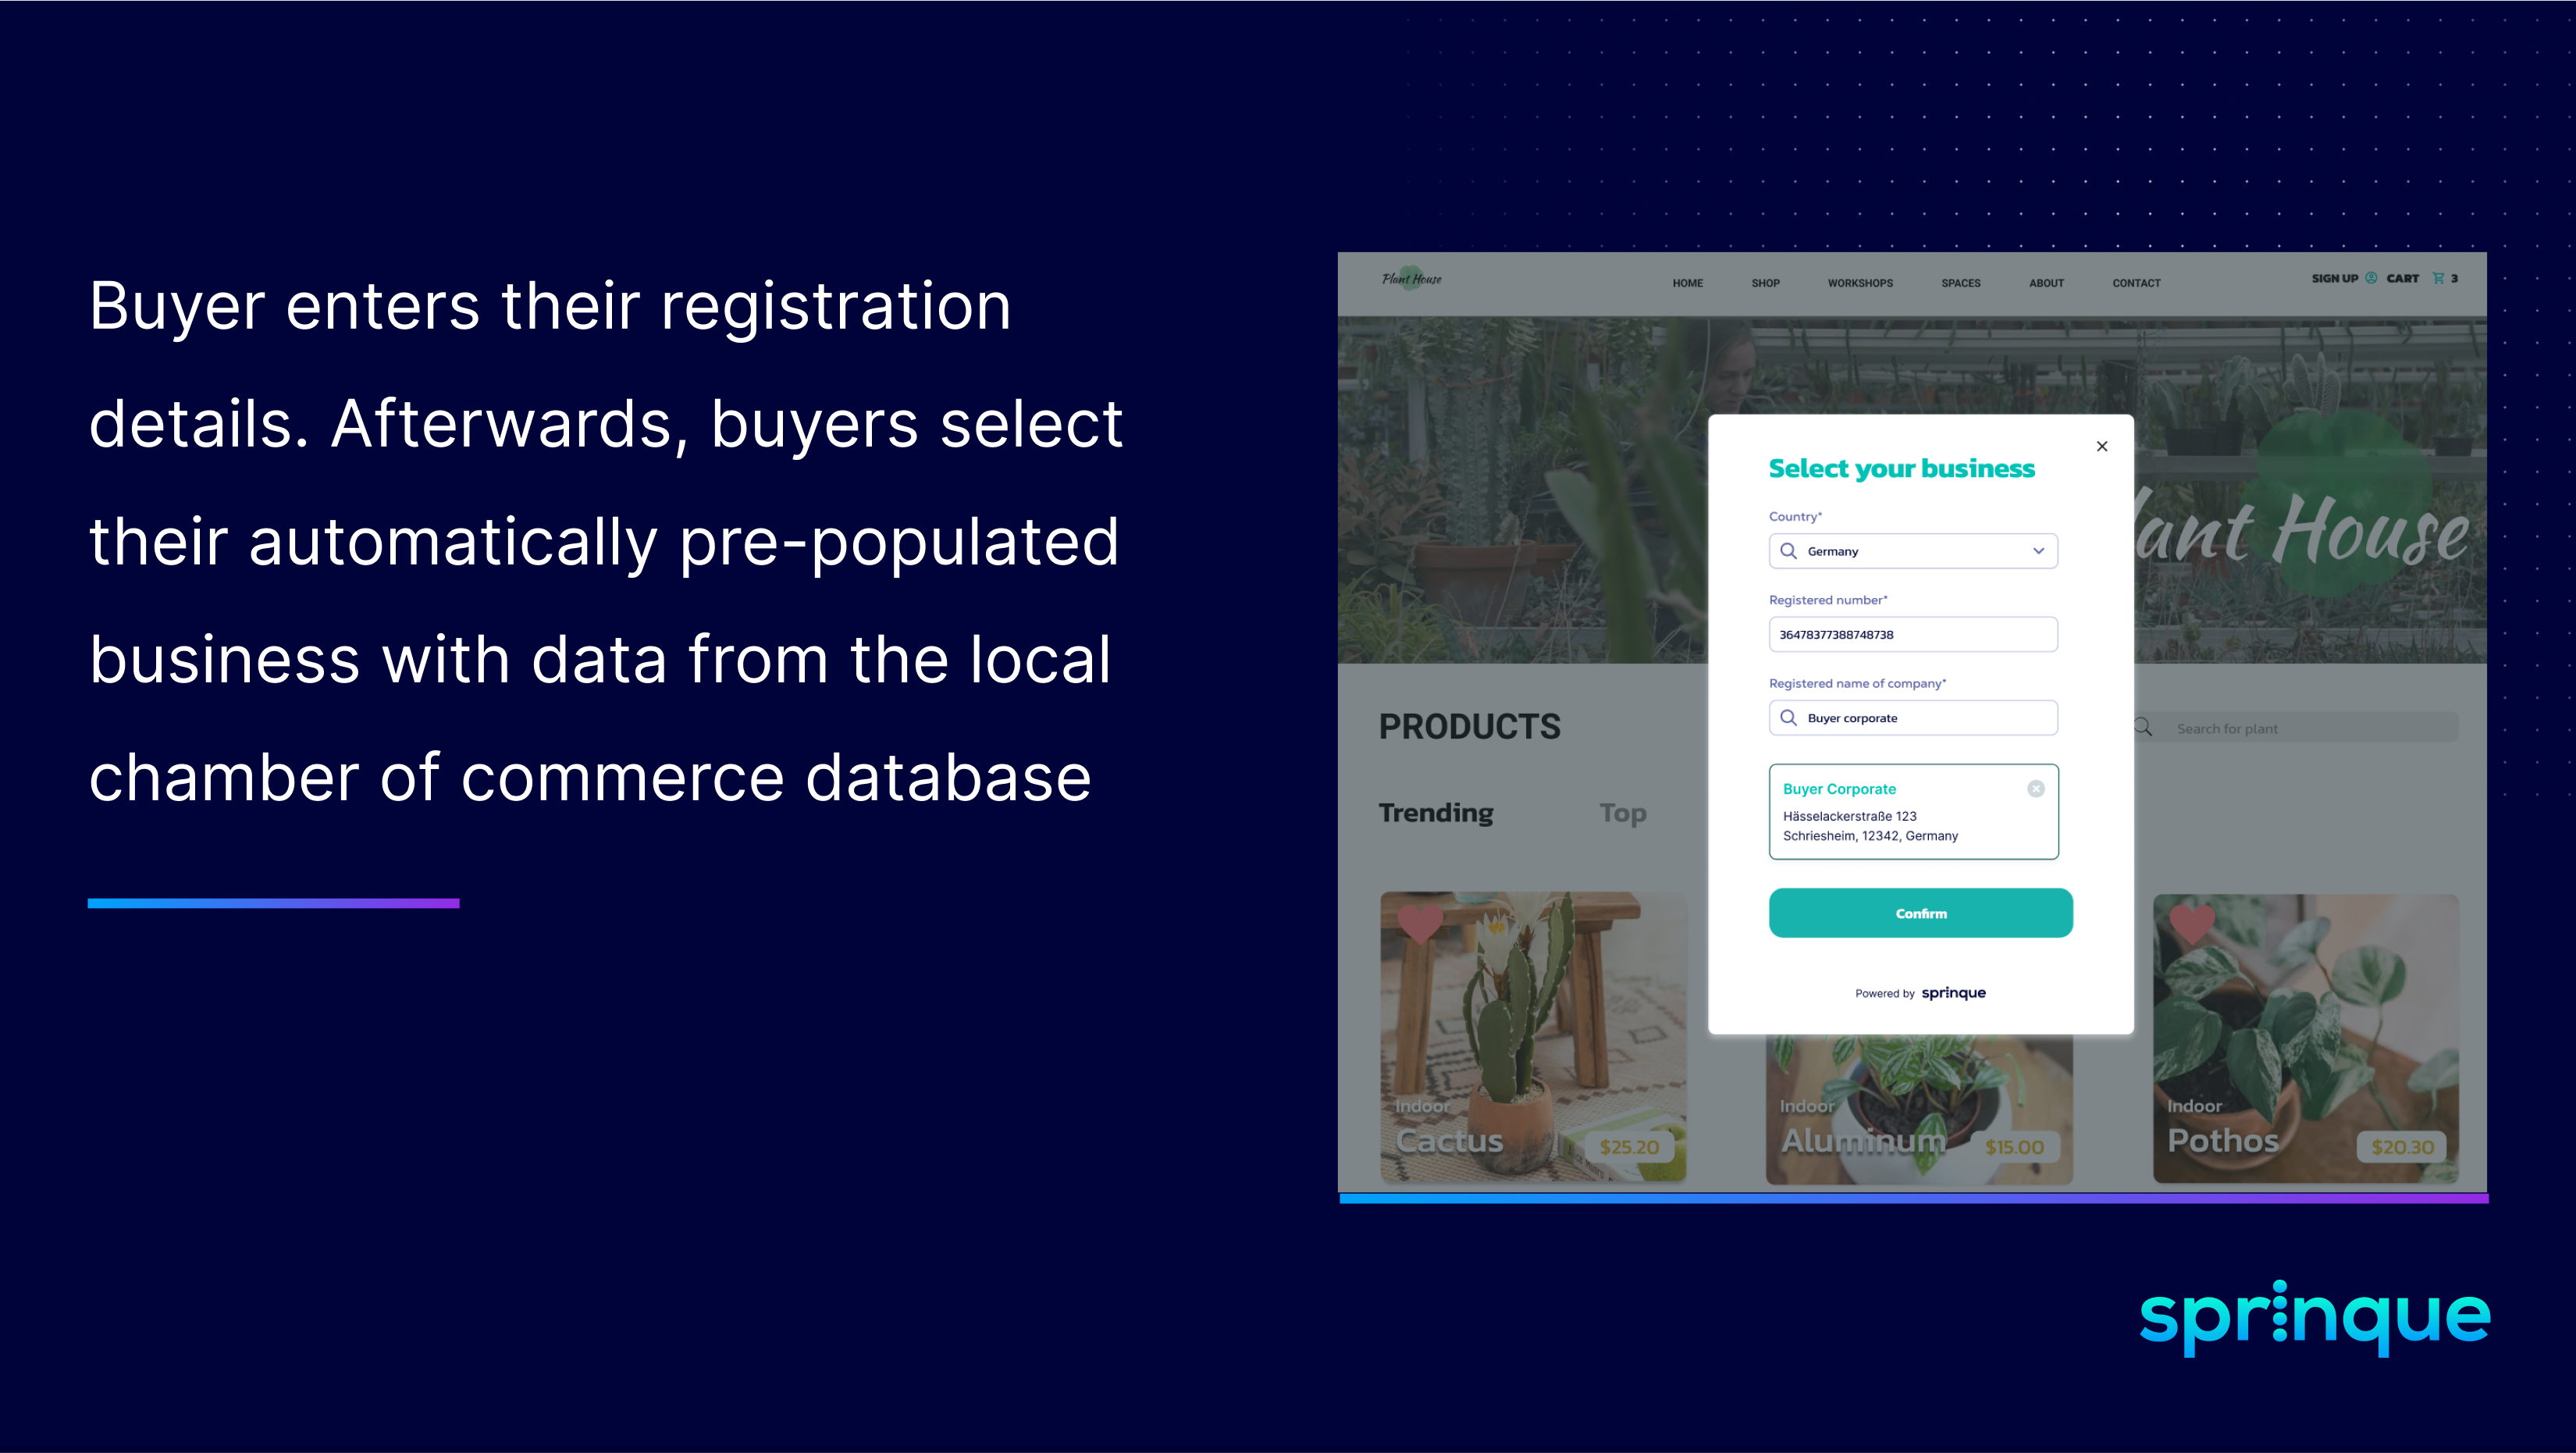 Buyer enters their registration
details. Afterwards, buyers select
their automatically pre-populated
business with data from the local
chamber of commerce database
Plant House
HOME SHOP WORKSHOPS SPACES ABOUT CONTACT
SIGN UP CART 3
lant House
PRODUCTS
Search for plant
Trending Top
Select your business
Country*
Germany
Registered number*
36478377388748738
Registered name of company*
Buyer corporate
Buyer Corporate
Hässelackerstraße 123
Schriesheim, 12342, Germany
Confirm
Powered by sprinque
Indoor
Cactus
$25.20
Indoor
Aluminum
$15.00
Indoor
Pothos
$20.30
sprinque